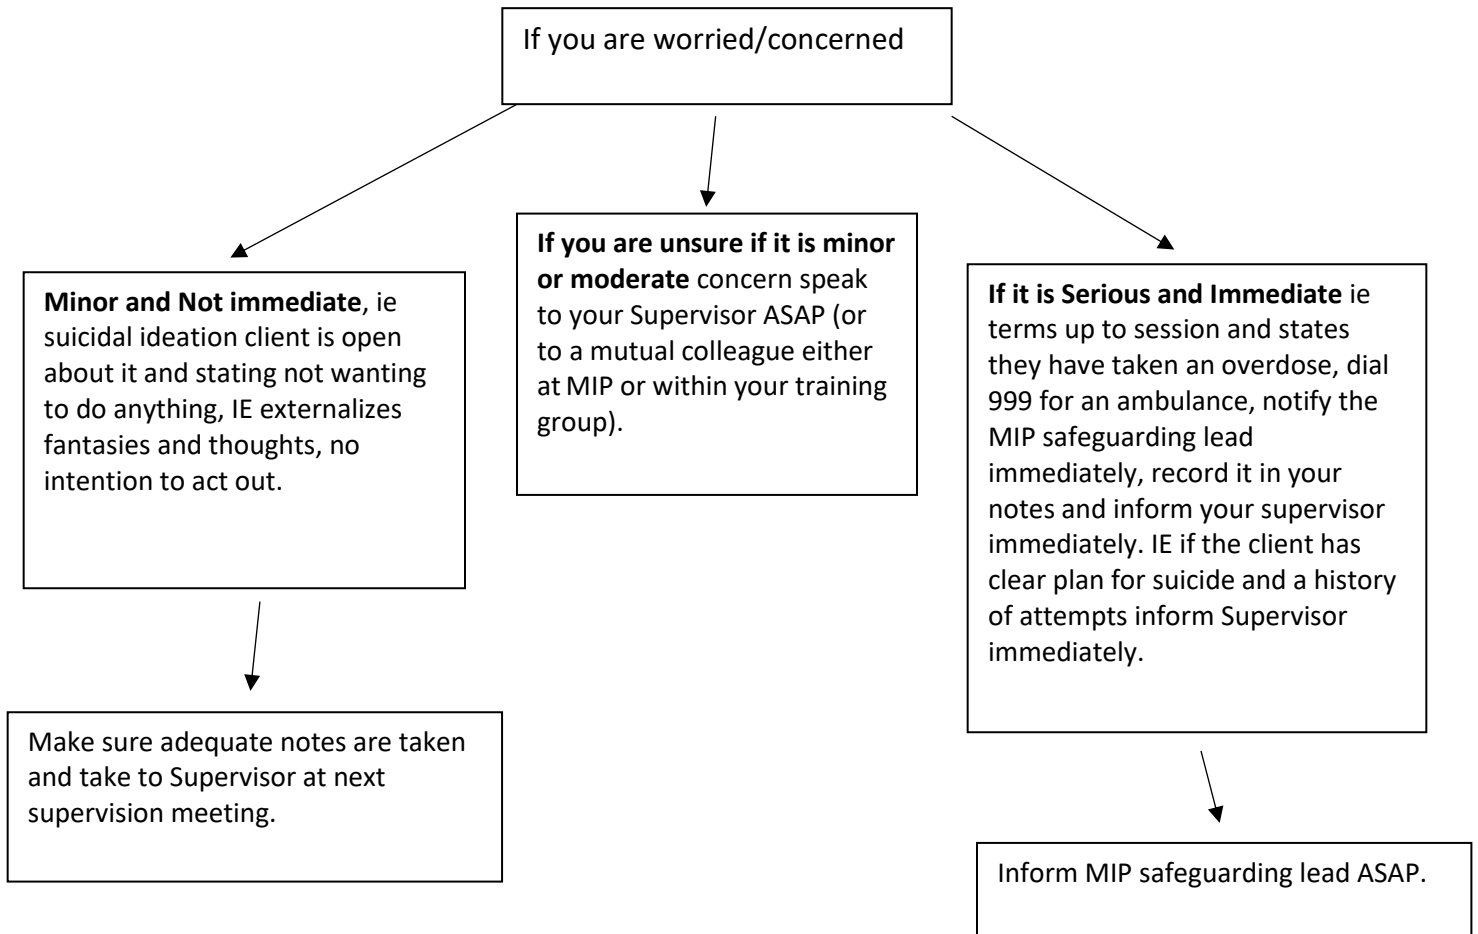 If you are worried/concerned
Minor and Not immediate, ie
suicidal ideation client is open
about it and stating not wanting
to do anything, IE externalizes
fantasies and thoughts, no
intention to act out.
If you are unsure if it is minor
or moderate concern speak
to your Supervisor ASAP (or
to a mutual colleague either
at MIP or within your training
group).
If it is Serious and Immediate ie
terms up to session and states
they have taken an overdose, dial
999 for an ambulance, notify the
MIP safeguarding lead
immediately, record it in your
notes and inform your supervisor
immediately. IE if the client has
clear plan for suicide and a history
of attempts inform Supervisor
immediately.
Make sure adequate notes are taken
and take to Supervisor at next
supervision meeting.
Inform MIP safeguarding lead ASAP.